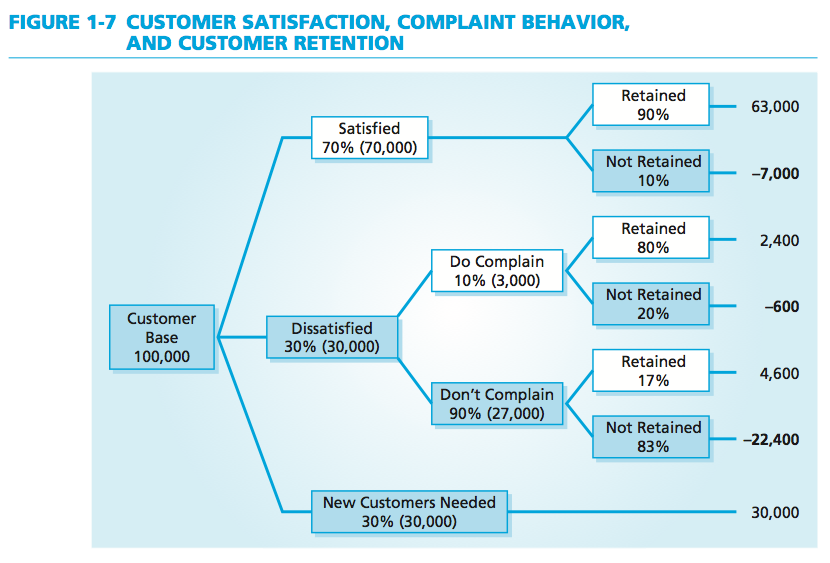 FIGURE 1-7 CUSTOMER SATISFACTION, COMPLAINT BEHAVIOR,
AND CUSTOMER RETENTION
Customer
Base
100,000
Satisfied
70% (70,000)
Retained
90%
63,000
Not Retained
10%
–7,000
Dissatisfied
30% (30,000)
Do Complain
10% (3,000)
Retained
80%
2,400
Not Retained
20%
–600
Don't Complain
90% (27,000)
Retained
17%
4,600
Not Retained
83%
–22,400
New Customers Needed
30% (30,000)
30,000